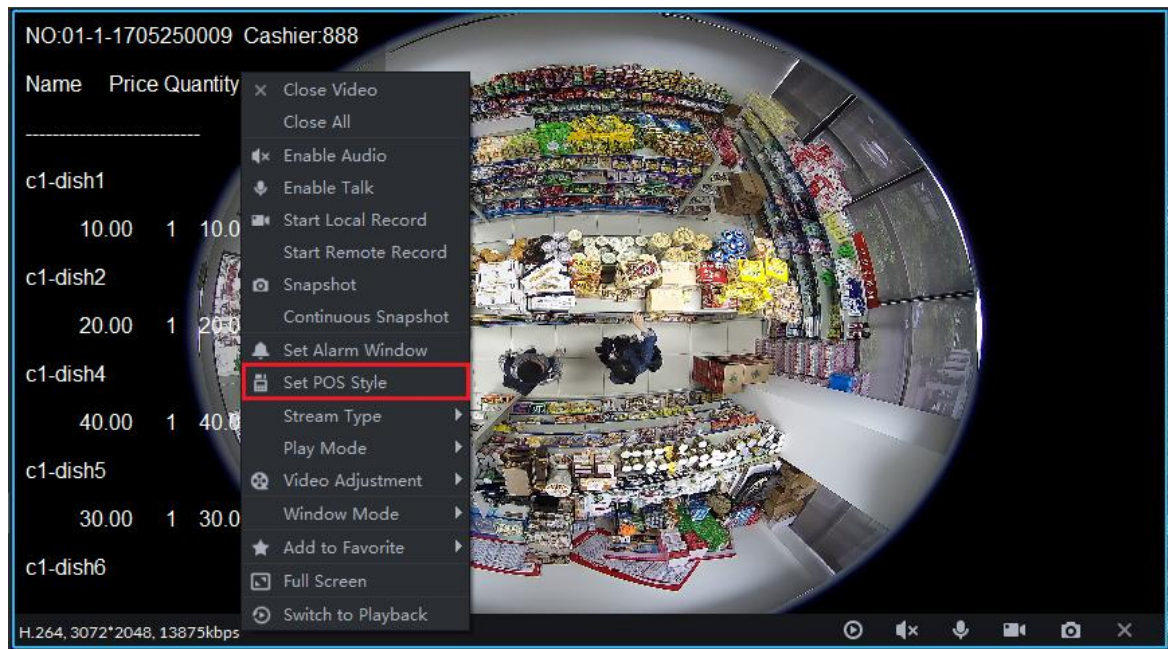 NO:01-1-1705250009 Cashier:888
Name Price Quantity
----------------------------
c1-dish1
10.00 1 10.0
c1-dish2
20.00 1 20.0
c1-dish4
40.00 1 40.0
c1-dish5
30.00 1 30.0
c1-dish6
Close Video
Close All
Enable Audio
Enable Talk
Start Local Record
Start Remote Record
Snapshot
Continuous Snapshot
Set Alarm Window
Set POS Style
Stream Type
Play Mode
Video Adjustment
Window Mode
Add to Favorite
Full Screen
Switch to Playback
H.264, 3072*2048, 13875kbps